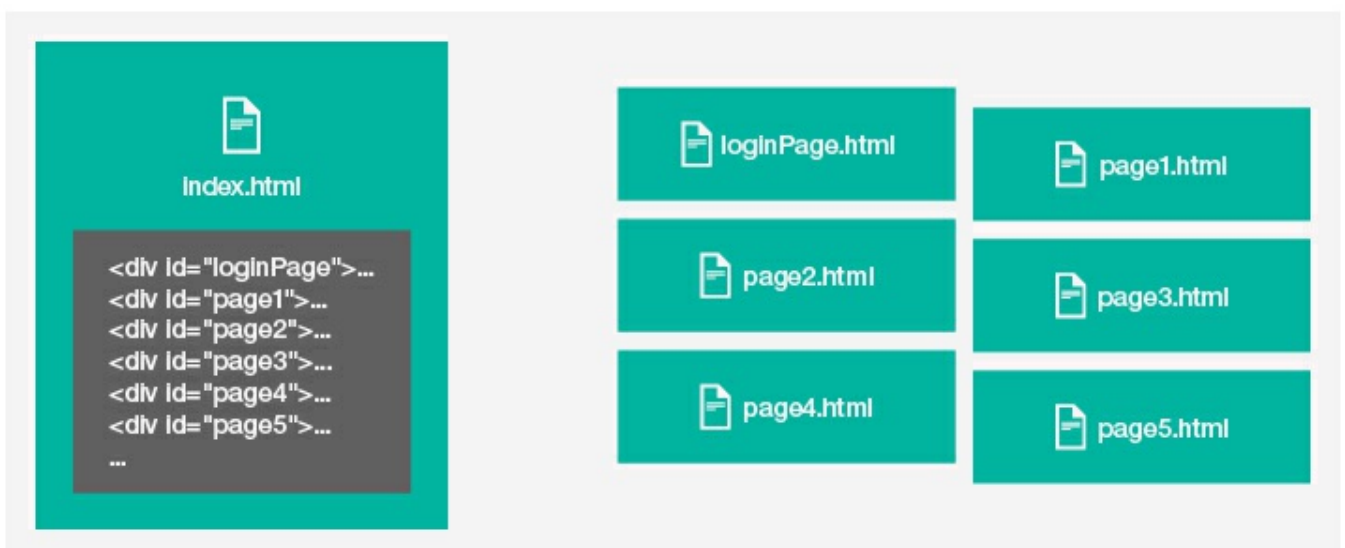 index.html
<div id="loginPage">...
<div id="page1">...
<div id="page2">...
<div id="page3">...
<div id="page4">...
<div id="page5">...
...
loginPage.html
page1.html
page2.html
page3.html
page4.html
page5.html